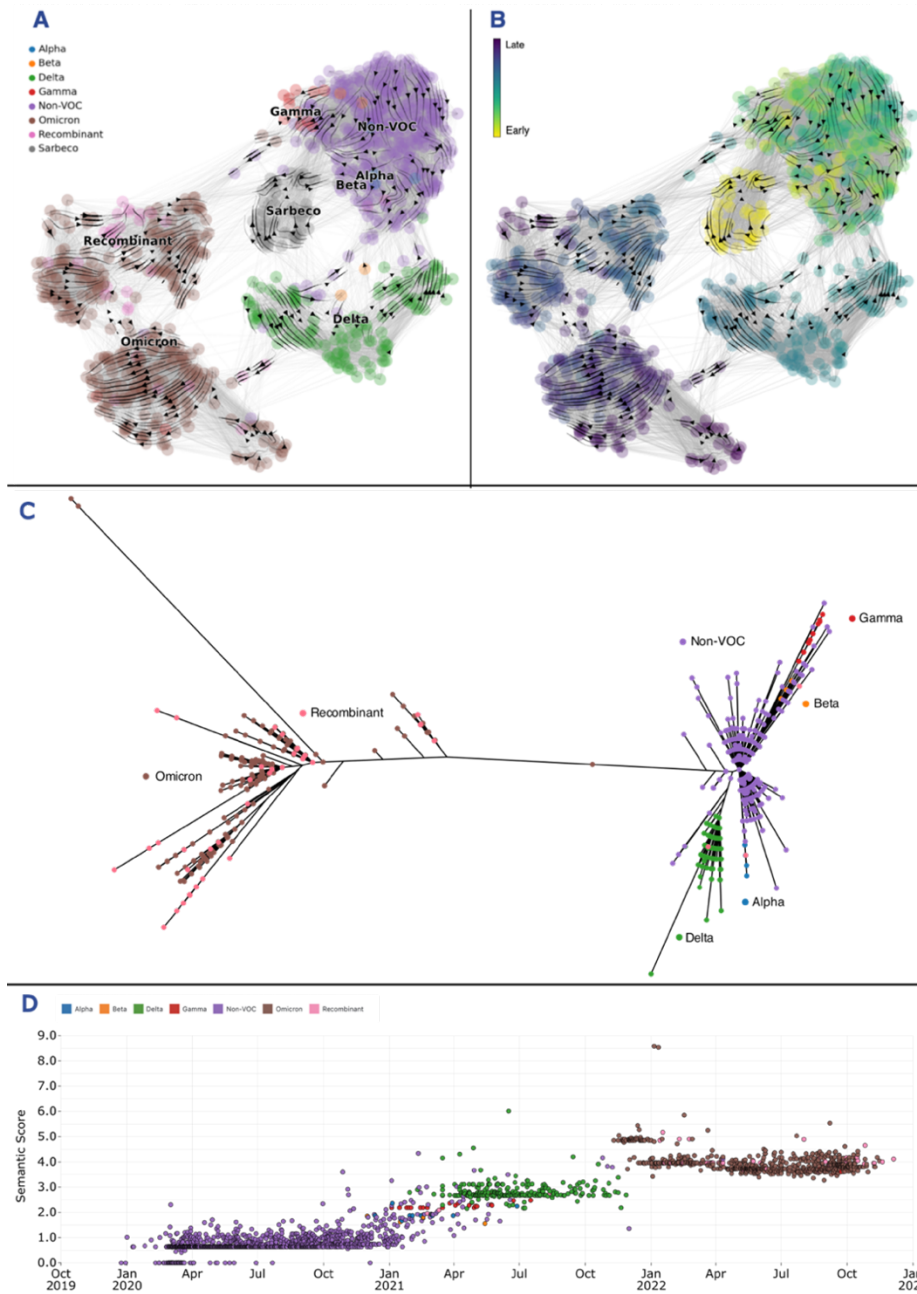 A
Alpha
Beta
Delta
Gamma
Non-VOC
Omicron
Recombinant
Sarbeco
Gamma
Non-VOC
Alpha
Beta
Sarbeco
Recombinant
Delta
Omicron
B
Late
Early
C
Gamma
Non-VOC
Beta
Recombinant
Omicron
Alpha
Delta
D
Alpha Beta Delta Gamma Non-VOC Omicron Recombinant
Semantic Score
9.0
8.0
7.0
6.0
5.0
4.0
3.0
2.0
1.0
0.0
Oct Jan Apr Jul Oct Jan Apr Jul Oct Jan Apr Jul Oct Jan
2019 2020 2021 2022 202